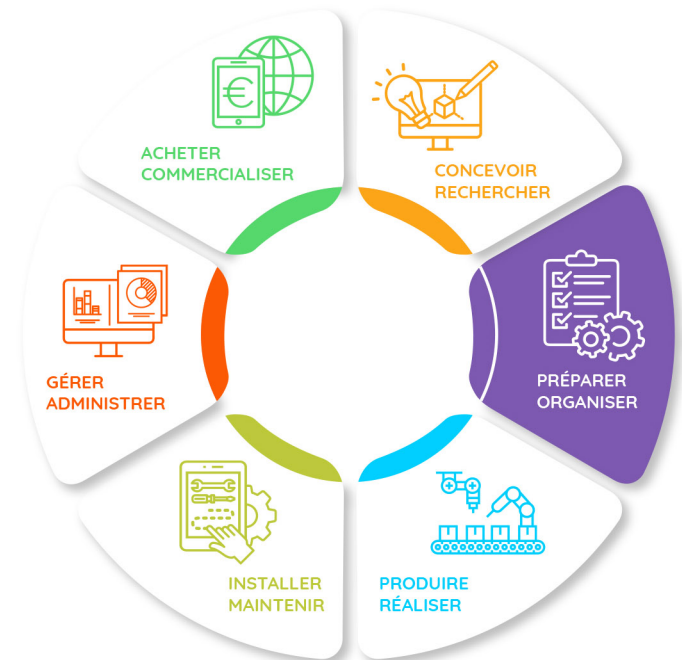 ACHETER
COMMERCIALISER
CONCEVOIR
RECHERCHER
GÉRER
ADMINISTRER
PRÉPARER
ORGANISER
INSTALLER
MAINTENIR
PRODUIRE
RÉALISER